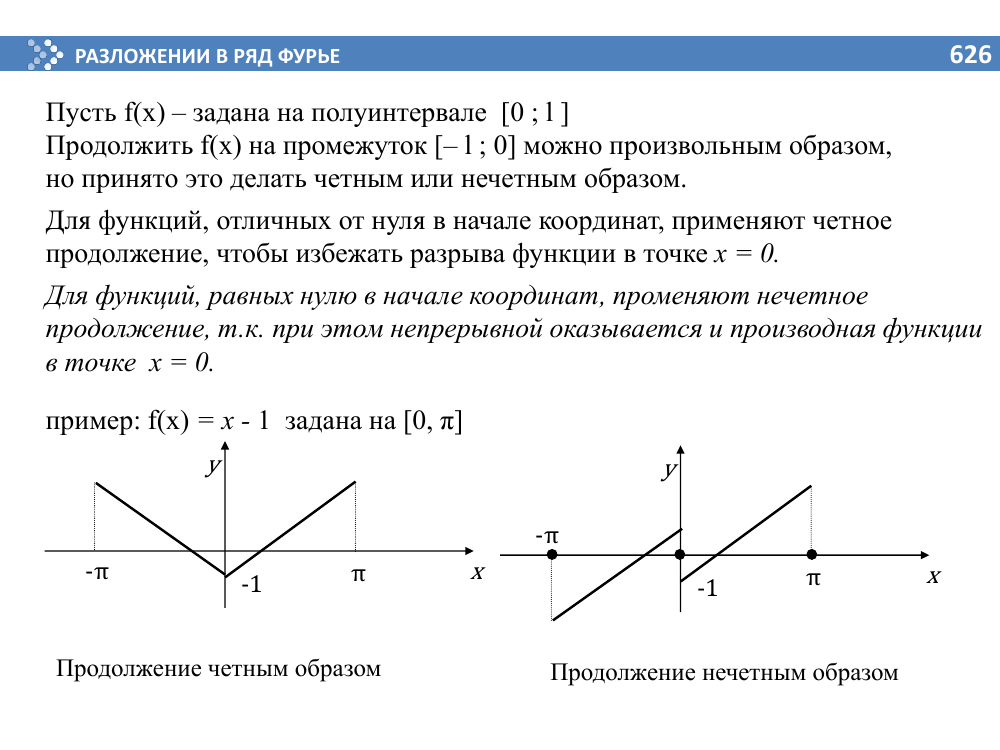 РАЗЛОЖЕНИИ В РЯД ФУРЬЕ
626
Пусть f(x) – задана на полуинтервале [0 ; l ]
Продолжить f(x) на промежуток [– l ; 0] можно произвольным образом,
но принято это делать четным или нечетным образом.
Для функций, отличных от нуля в начале координат, применяют четное
продолжение, чтобы избежать разрыва функции в точке x = 0.
Для функций, равных нулю в начале координат, применяют нечетное
продолжение, т.к. при этом непрерывной оказывается и производная функции
в точке x = 0.
пример: f(x) = x - 1 задана на [0, π]
y
-π
-1
π
x
y
-π
-1
π
x
Продолжение четным образом
Продолжение нечетным образом